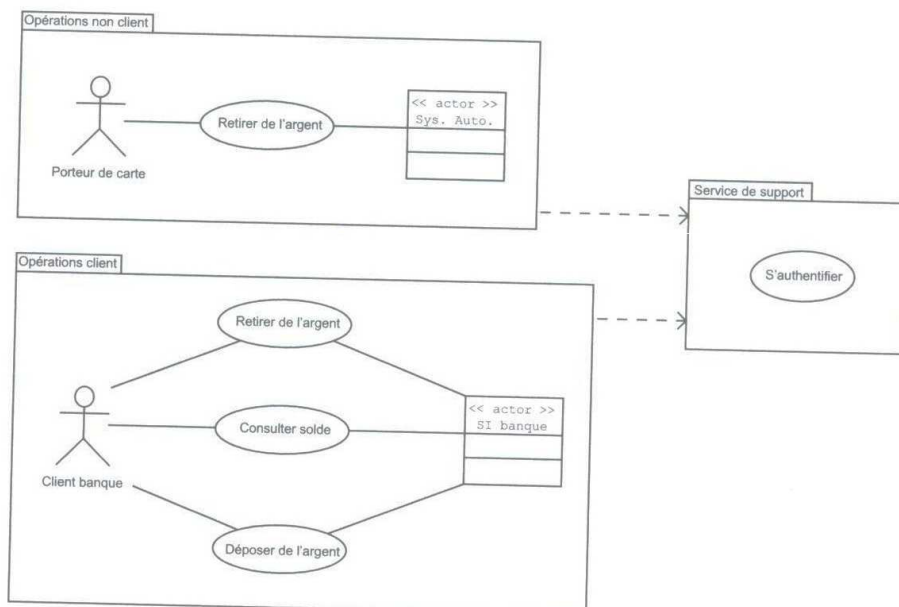 Opérations non client
<< actor >>
Sys. Auto.
Retirer de l'argent
Porteur de carte
Service de support
S'authentifier
Opérations client
Retirer de l'argent
<< actor >>
SI banque
Consulter solde
Client banque
Déposer de l'argent